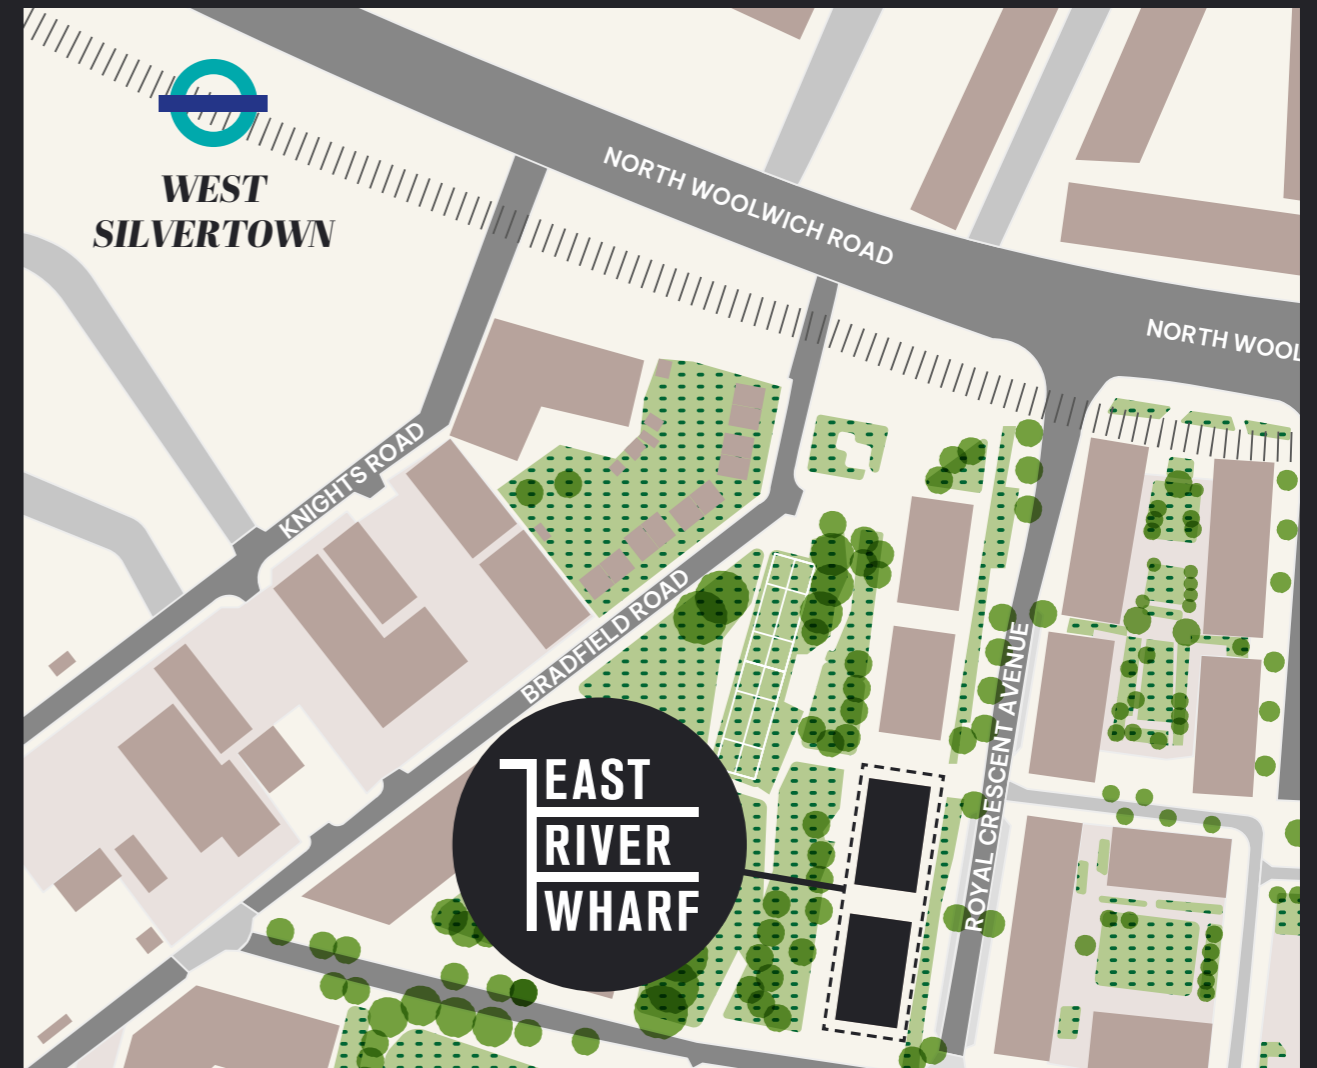 NORTH WOOLWICH ROAD
WEST
SILVERTOWN
NORTH WOOL
KNIGHTS ROAD
BRADFIELD ROAD
ROYAL CRESCENT AVENUE
EAST
RIVER
WHARF